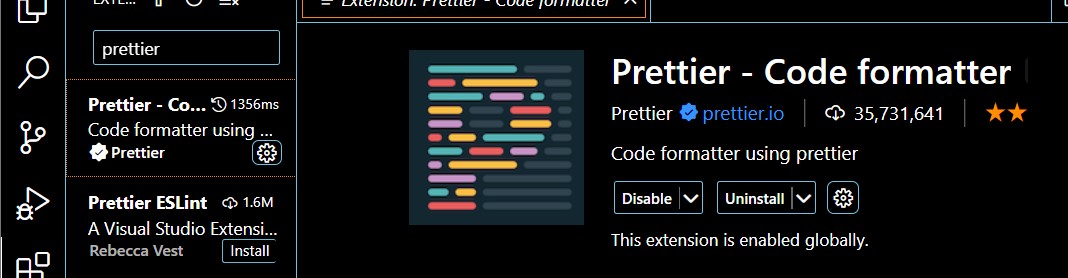 EXTE...
Extension: Prettier - Code formatter
prettier
Prettier - Co... 1356ms
Code formatter using ...
Prettier
Prettier ESLint 1.6M
A Visual Studio Extensi...
Rebecca Vest Install
Prettier - Code formatter
Prettier prettier.io 35,731,641
Code formatter using prettier
Disable Uninstall
This extension is enabled globally.